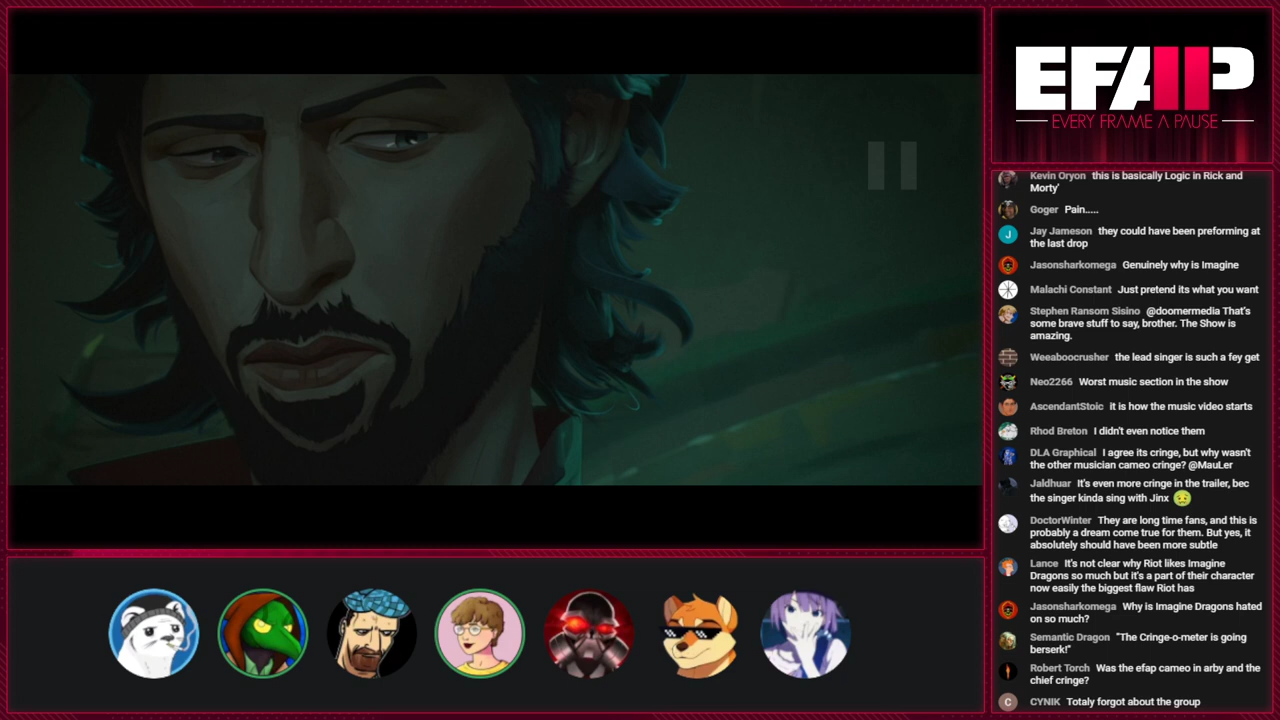 EFAP
EVERY FRAME A PAUSE
Kevin Oryon this is basically Logic in Rick and
Morty'
Goger Pain.....
J
Jay Jameson they could have been preforming at
the last drop
Jasonsharkomega Genuinely why is Imagine
Malachi Constant Just pretend its what you want
Stephen Ransom Sisino @doomermedia That's
some brave stuff to say, brother. The Show is
amazing.
Weeaboocrusher the lead singer is such a fey get
Neo2266 Worst music section in the show
AscendantStoic it is how the music video starts
Rhod Breton I didn't even notice them
DLA Graphical I agree its cringe, but why wasn't
the other musician cameo cringe? @MauLer
Jaldhuar It's even more cringe in the trailer, bec
the singer kinda sing with Jinx
DoctorWinter They are long time fans, and this is
probably a dream come true for them. But yes, it
absolutely should have been more subtle
Lance It's not clear why Riot likes Imagine
Dragons so much but it's a part of their character
now easily the biggest flaw Riot has
Jasonsharkomega Why is Imagine Dragons hated
on so much?
Semantic Dragon "The Cringe-o-meter is going
berserk!"
Robert Torch Was the efap cameo in arby and the
chief cringe?
C
CYNIK Totaly forgot about the group